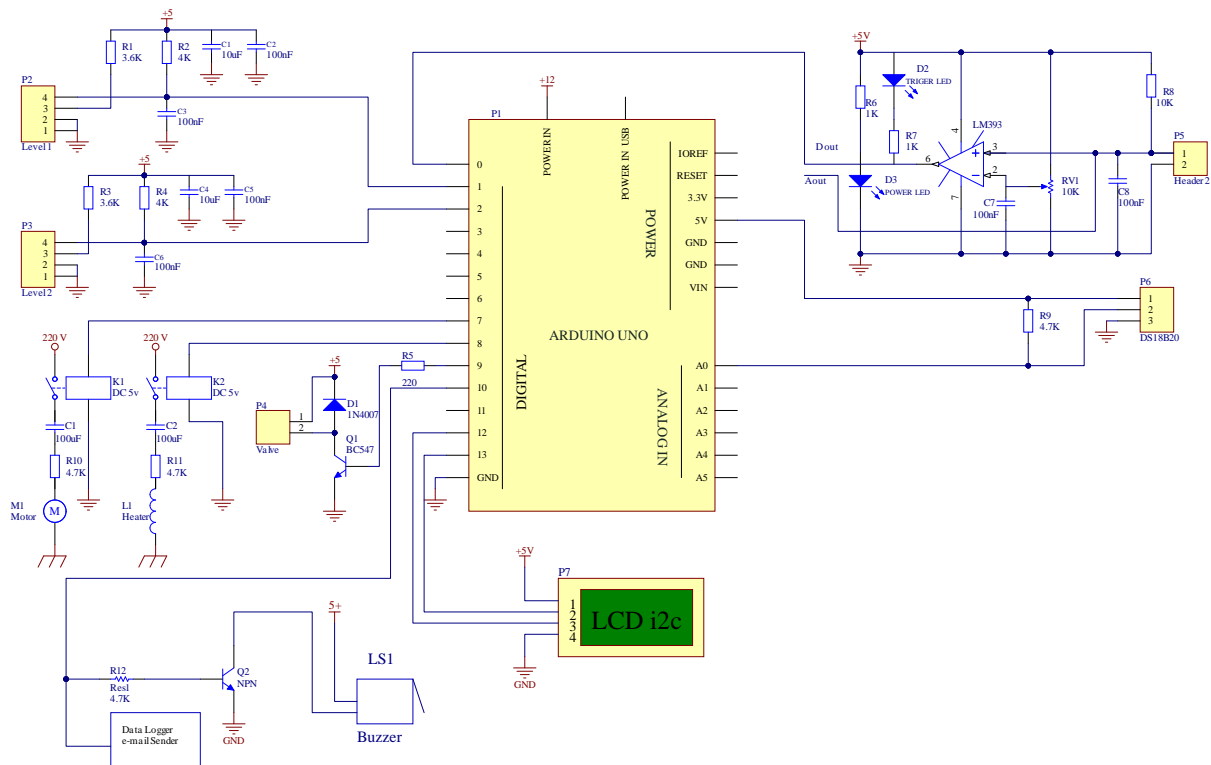 +5
R1
3.6K
R2
4K
C1
10uF
C2
100nF
P2
4
3
2
1
Level1
C3
100nF
+5
R3
3.6K
R4
4K
C4
10uF
C5
100nF
P3
4
3
2
1
Level2
C6
100nF
220 V
K1
DC 5v
C1
100uF
R10
4.7K
M1
Motor
M
220 V
K2
DC 5v
C2
100uF
R11
4.7K
L1
Heater
+5
P4
1
2
Valve
D1
1N4007
Q1
BC547
R5
220
+12
P1
POWER IN
POWER IN USB
0
1
2
3
4
5
6
7
8
9
10
11
12
13
GND
DIGITAL
ARDUINO UNO
POWER
ANALOG IN
IOREF
RESET
3.3V
5V
GND
GND
VIN
A0
A1
A2
A3
A4
A5
+5V
D2
TRIGER LED
R6
1K
R7
1K
Dout
Aout
D3
POWER LED
LM393
4
6
7
3
2
+
−
C7
100nF
RV1
10K
C8
100nF
R8
10K
P5
1
2
Header2
P6
1
2
3
DS18B20
R9
4.7K
+5V
P7
1
2
3
4
LCD i2c
GND
5+
LS1
Buzzer
R12
Res1
4.7K
Q2
NPN
GND
Data Logger
e-mail Sender